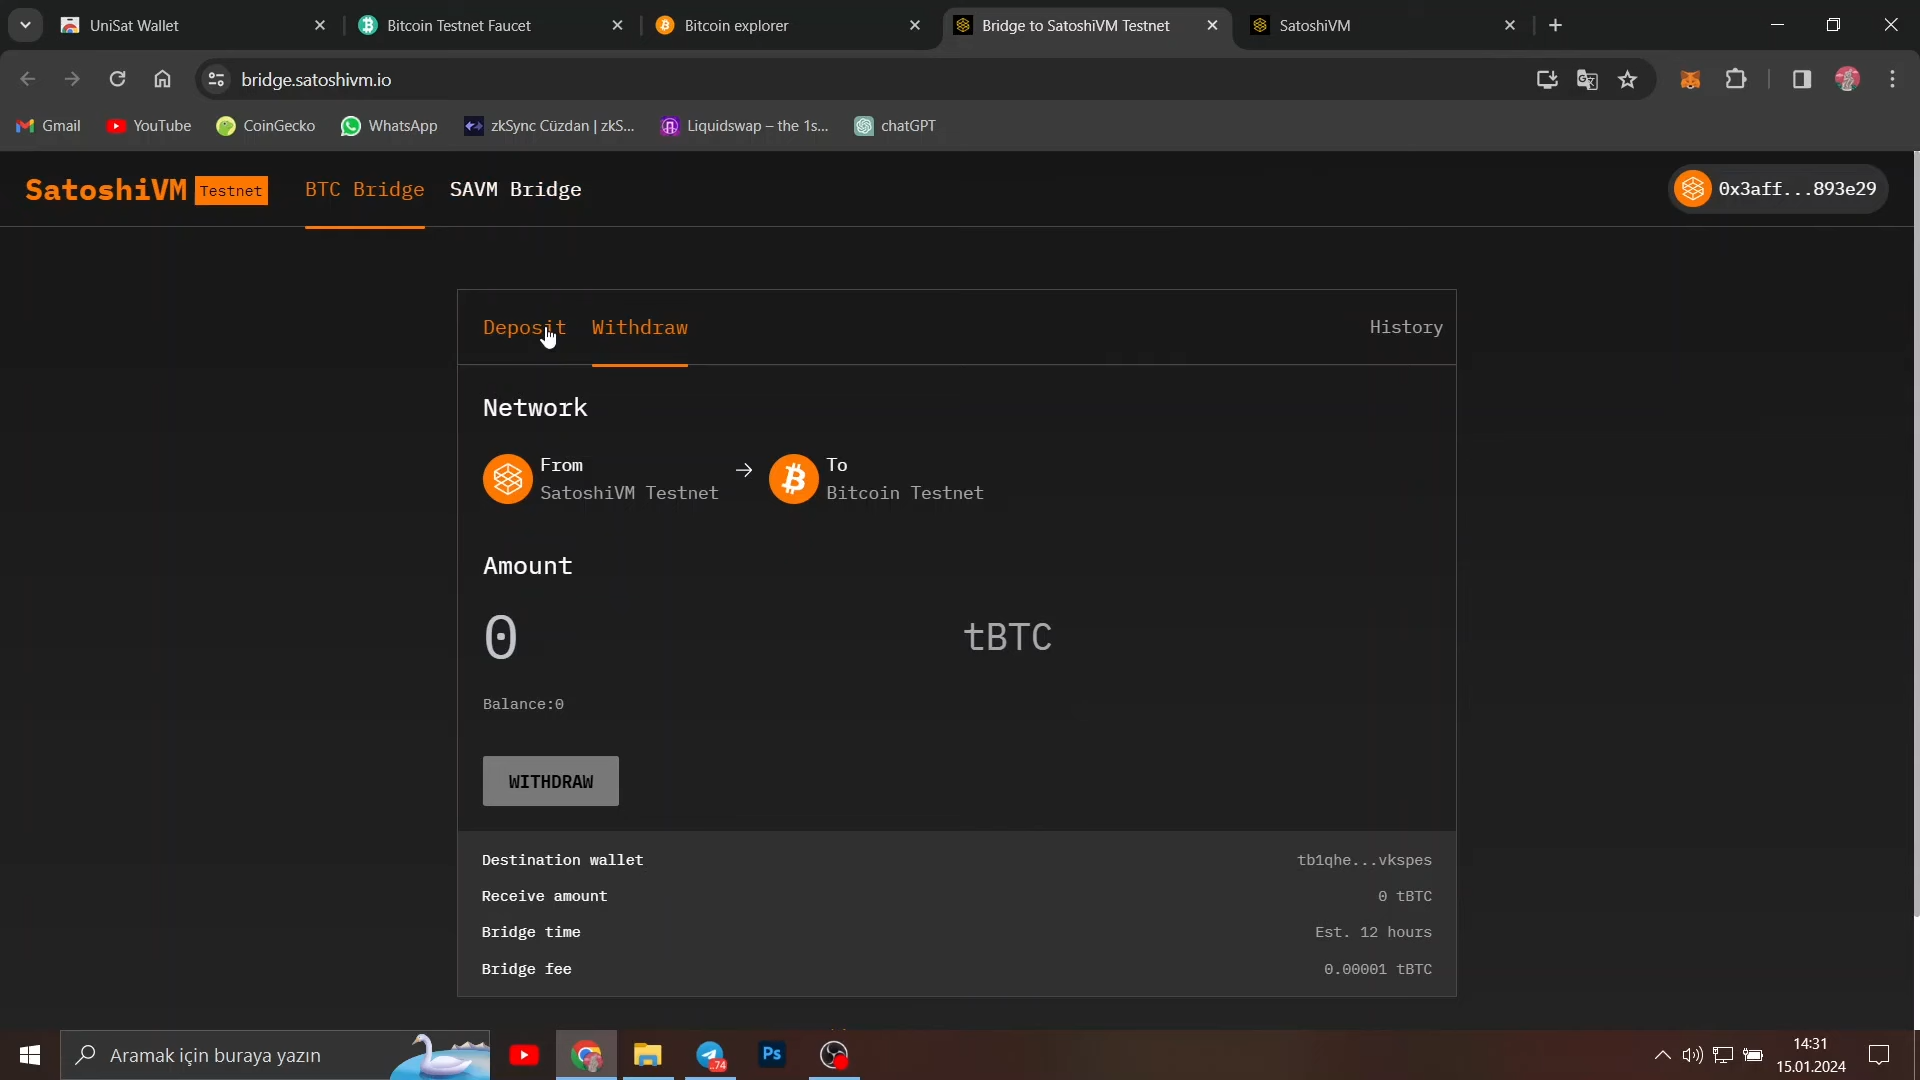 UniSat Wallet
Bitcoin Testnet Faucet
Bitcoin explorer
Bridge to SatoshiVM Testnet
SatoshiVM
bridge.satoshivm.io
Gmail
YouTube
CoinGecko
WhatsApp
zkSync Cüzdan | zkS...
Liquidswap – the 1s...
chatGPT
SatoshiVM Testnet
BTC Bridge
SAVM Bridge
0x3aff...893e29
Deposit
Withdraw
History
Network
From
SatoshiVM Testnet
To
Bitcoin Testnet
Amount
0
tBTC
Balance:0
WITHDRAW
Destination wallet
tb1qhe...vkspes
Receive amount
0 tBTC
Bridge time
Est. 12 hours
Bridge fee
0.00001 tBTC
Aramak için buraya yazın
74
Ps
14:31
15.01.2024